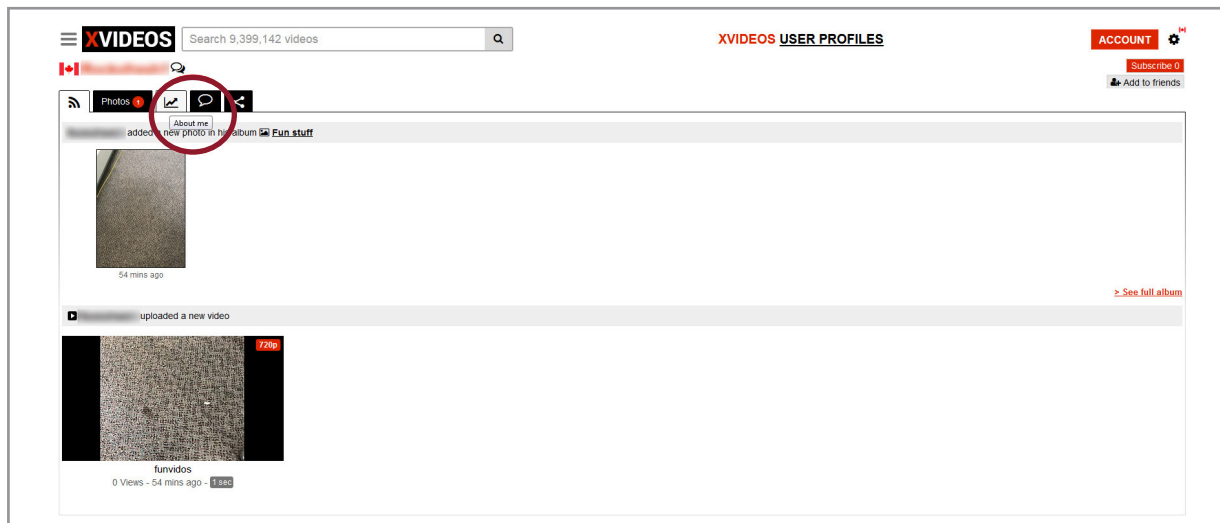 XVIDEOS Search 9,399,142 videos XVIDEOS USER PROFILES ACCOUNT
Subscribe 0
Add to friends
Photos 1
About me
added a new photo in his album Fun stuff
54 mins ago
> See full album
uploaded a new video
720p
funvidos
0 Views - 54 mins ago - 1 sec